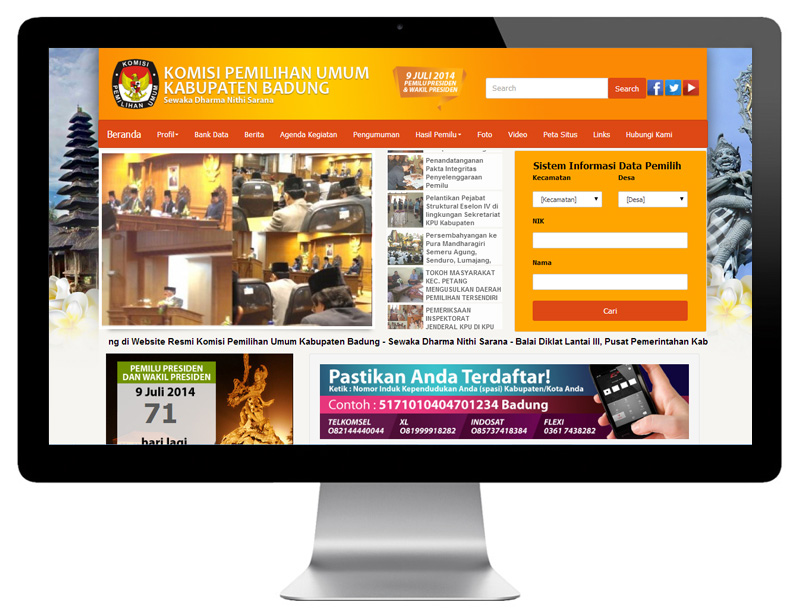 KOMISI
PEMILIHAN UMUM
KOMISI PEMILIHAN UMUM
KABUPATEN BADUNG
Sewaka Dharma Nithi Sarana
9 JULI 2014
PEMILU PRESIDEN
& WAKIL PRESIDEN
Search
Search
Beranda
Profil
Bank Data
Berita
Agenda Kegiatan
Pengumuman
Hasil Pemilu
Foto
Video
Peta Situs
Links
Hubungi Kami
Penandatanganan
Pakta Integritas
Penyelenggaraan
Pemilu
Pelantikan Pejabat
Struktural Eselon IV di
lingkungan Sekretariat
KPU Kabupaten
Persembahyangan ke
Pura Mandharagiri
Semeru Agung,
Senduro, Lumajang,
TOKOH MASYARAKAT
KEC. PETANG
MENGUSULKAN DAERAH
PEMILIHAN TERSENDIRI
PEMERIKSAAN
INSPEKTORAT
JENDERAL KPU DI KPU
Sistem Informasi Data Pemilih
Kecamatan
Desa
[Kecamatan]
[Desa]
NIK
Nama
Cari
ng di Website Resmi Komisi Pemilihan Umum Kabupaten Badung - Sewaka Dharma Nithi Sarana - Balai Diklat Lantai III, Pusat Pemerintahan Kab
PEMILU PRESIDEN
DAN WAKIL PRESIDEN
9 Juli 2014
71
hari lagi
Pastikan Anda Terdaftar!
Ketik : Nomor Induk Kependudukan Anda (spasi) Kabupaten/Kota Anda
Contoh : 5171010404701234 Badung
TELKOMSEL
082144440044
XL
081999918282
INDOSAT
085737418384
FLEXI
0361 7438282